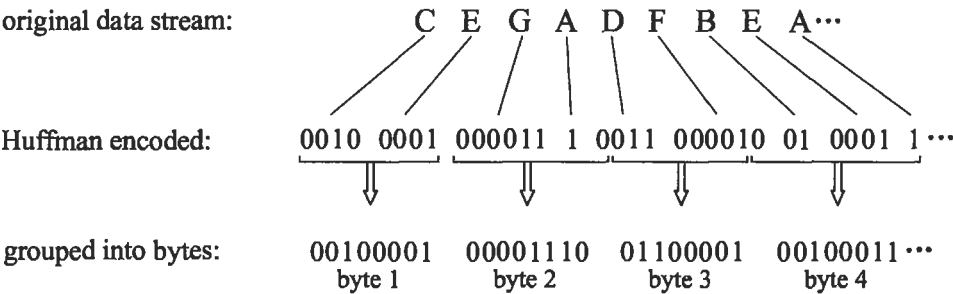 original data stream: C E G A D F B E A···
Huffman encoded: 0010 0001 000011 1 0011 000010 01 0001 1 ···
grouped into bytes: 00100001 00001110 01100001 00100011 ···
byte 1 byte 2 byte 3 byte 4